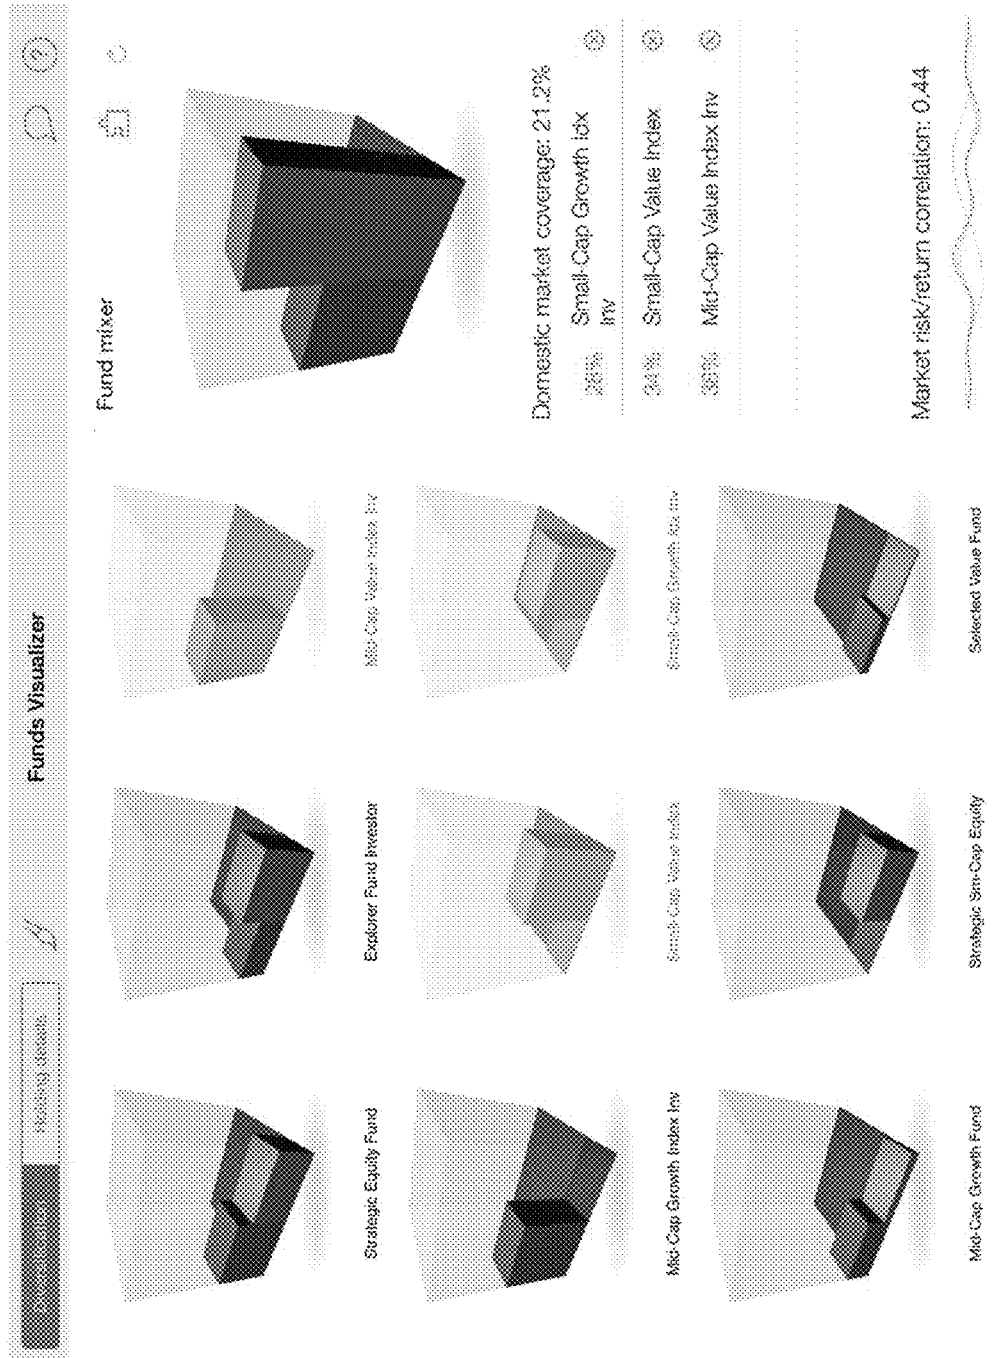 Holding details
Funds Visualizer
?
Strategic Equity Fund
Explorer Fund Investor
Mid-Cap Value Index Inv
Mid-Cap Growth Index Inv
Small-Cap Value Index
Small-Cap Growth Idx Inv
Mid-Cap Growth Fund
Strategic Sm-Cap Equity
Selected Value Fund
Fund mixer
Domestic market coverage: 21.2%
Small-Cap Growth Idx
Inv
34% Small-Cap Value Index
Mid-Cap Value Index Inv
Market risk/return correlation: 0.44